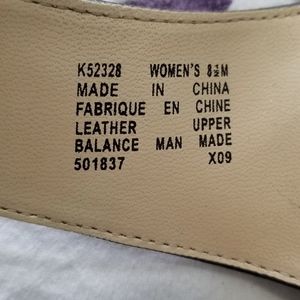 K52328 WOMEN'S 8½M
MADE IN CHINA
FABRIQUE EN CHINE
LEATHER UPPER
BALANCE MAN MADE
501837 X09